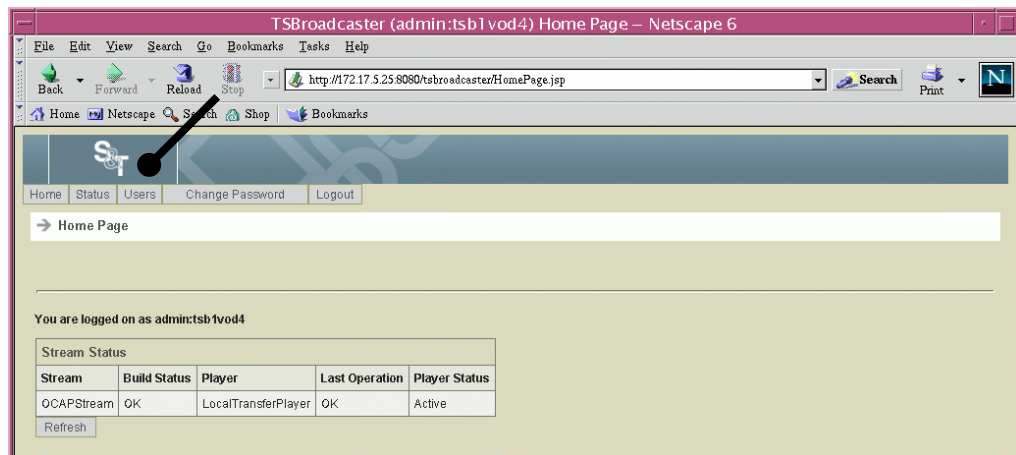 TSBroadcaster (admin:tsb1vod4) Home Page – Netscape 6
File Edit View Search Go Bookmarks Tasks Help
Back Forward Reload Stop http://172.17.5.25:8080/tsbroadcaster/HomePage.jsp Search Print N
Home Netscape Search Shop Bookmarks
S&T
Home Status Users Change Password Logout
Home Page
You are logged on as admin:tsb1vod4
Stream Status
Stream Build Status Player Last Operation Player Status
OCAPStream OK LocalTransferPlayer OK Active
Refresh